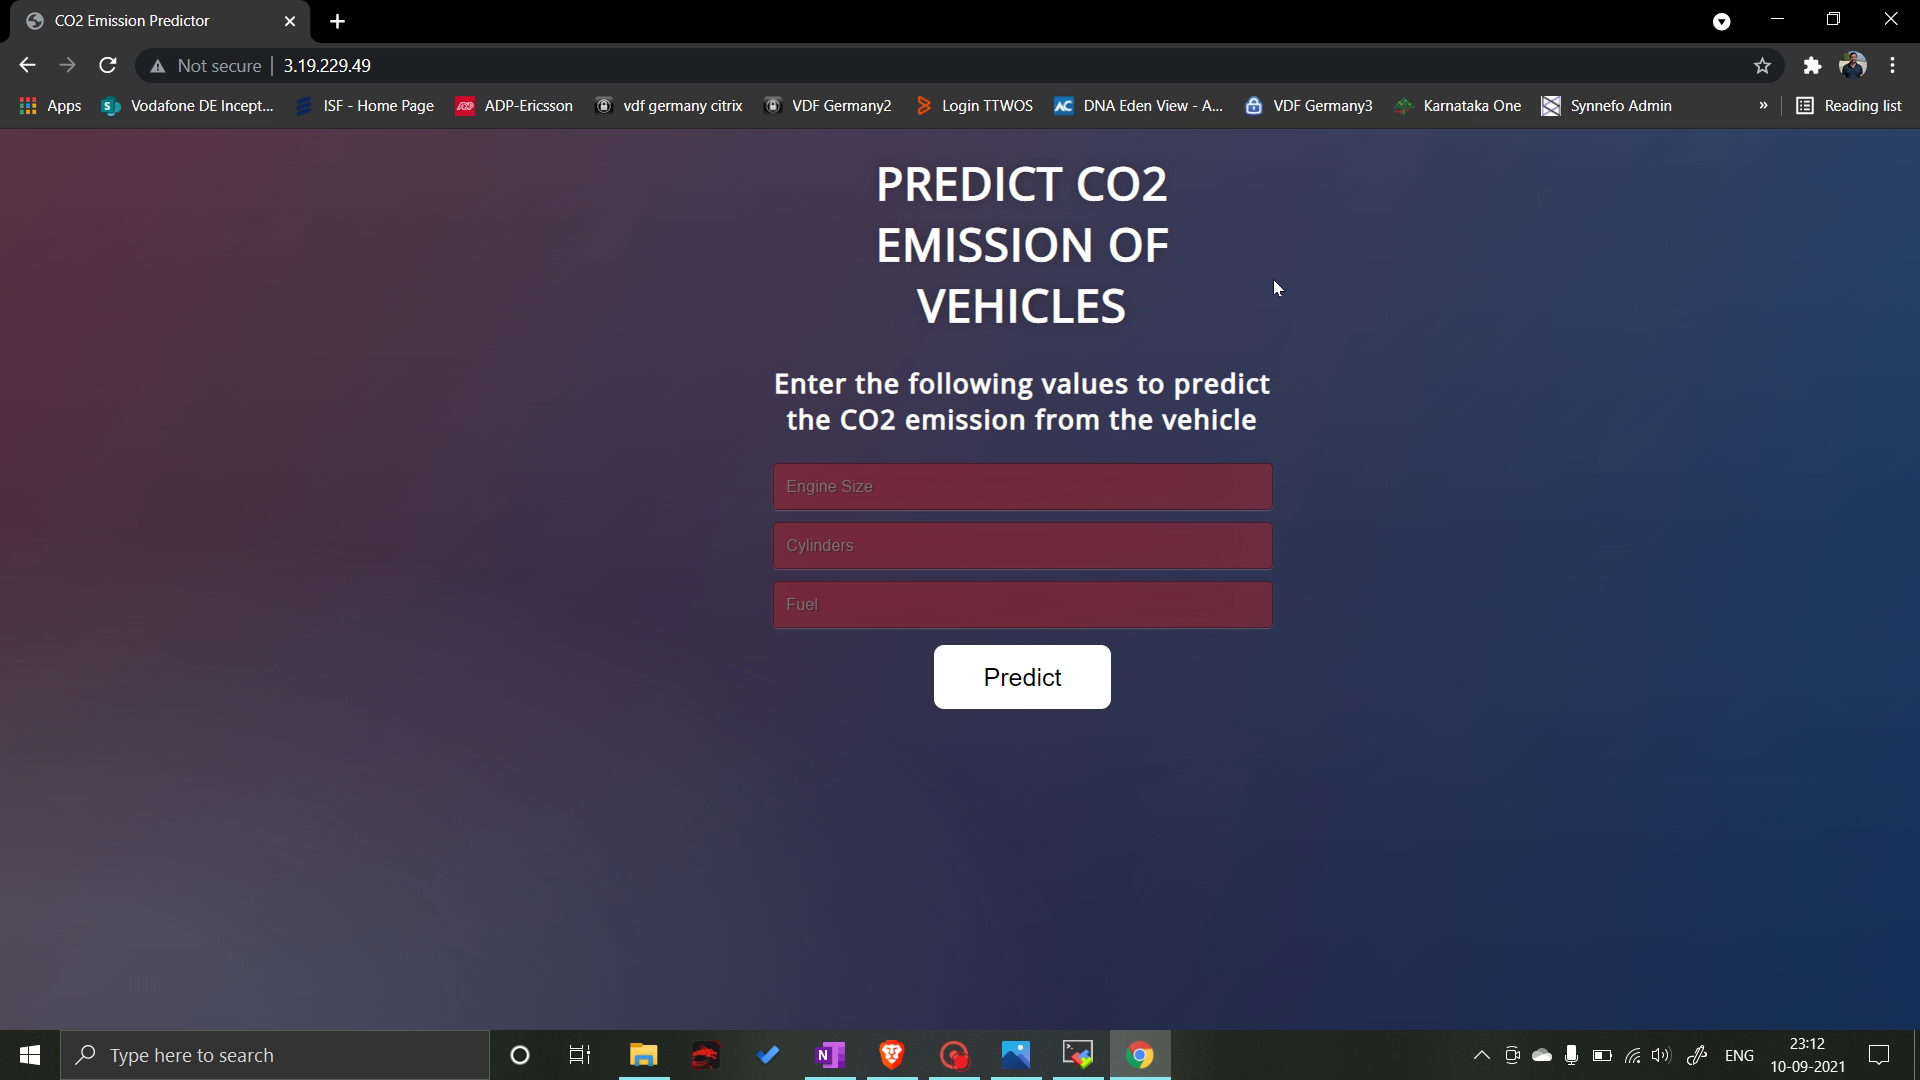 CO2 Emission Predictor
Not secure
3.19.229.49
Apps
Vodafone DE Incept...
ISF - Home Page
ADP-Ericsson
vdf germany citrix
VDF Germany2
Login TTWOS
DNA Eden View - A...
VDF Germany3
Karnataka One
Synnefo Admin
»
Reading list
PREDICT CO2
EMISSION OF
VEHICLES
Enter the following values to predict
the CO2 emission from the vehicle
Engine Size
Cylinders
Fuel
Predict
Type here to search
ENG
23:12
10-09-2021